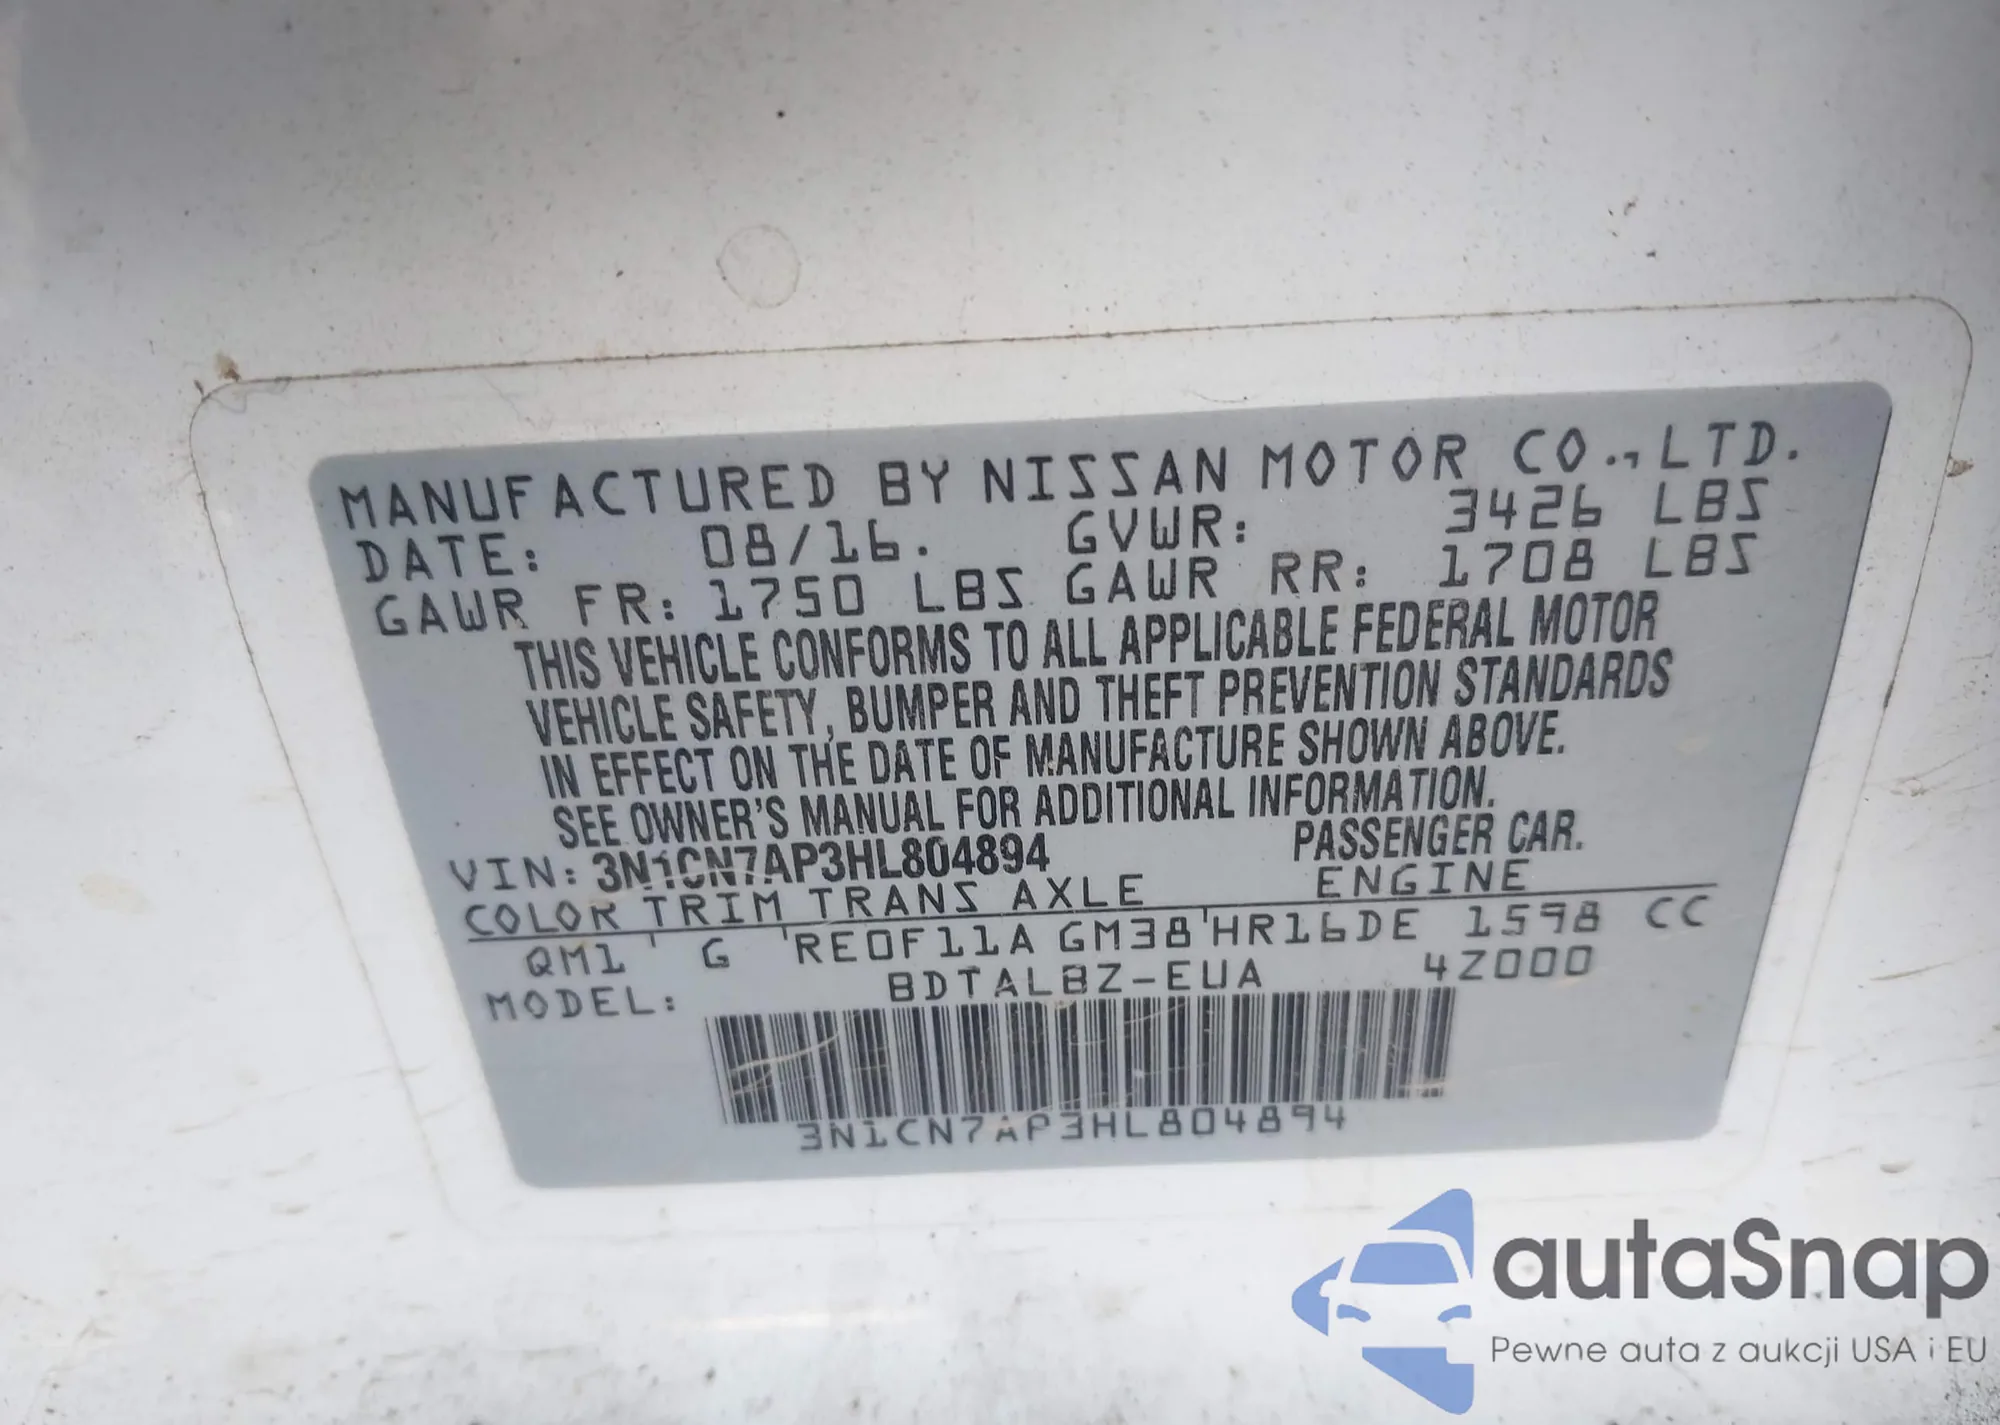 MANUFACTURED BY NISSAN MOTOR CO., LTD.
DATE: 08/16. GVWR: 3426 LBS
GAWR FR: 1750 LBS GAWR RR: 1708 LBS
THIS VEHICLE CONFORMS TO ALL APPLICABLE FEDERAL MOTOR
VEHICLE SAFETY, BUMPER AND THEFT PREVENTION STANDARDS
IN EFFECT ON THE DATE OF MANUFACTURE SHOWN ABOVE.
SEE OWNER'S MANUAL FOR ADDITIONAL INFORMATION.
VIN: 3N1CN7AP3HL804894 PASSENGER CAR.
COLOR TRIM TRANS AXLE ENGINE
QM1 ' G ' RE0F11A GM38 ' HR16DE 1598 CC
MODEL: BDTALBZ-EUA 4Z000
3N1CN7AP3HL804894
autaSnap
Pewne auta z aukcji USA i EU